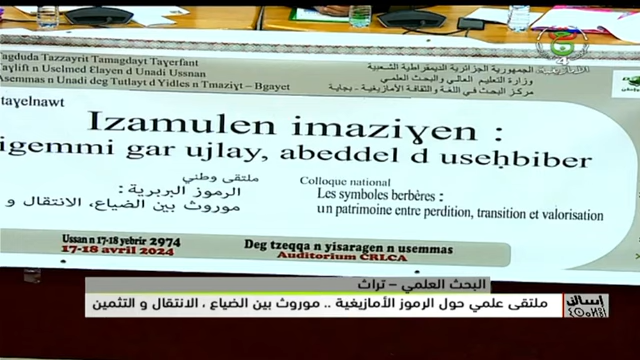 Tagduda Tazzayrit Tamagdayt Taɣerfant
Taɣlift n Uselmed Ɛlayen d Unadi Ussnan
Asemmas n Unadi deg Tutlayt d Yidles n Tmaziɣt – Bgayet
الجمهورية الجزائرية الديمقراطية الشعبية
وزارة التعليم العالي والبحث العلمي
مركز البحث في اللغة والثقافة الأمازيغية - بجاية
4
taɣelnawt
Izamulen imaziɣen :
igemmi gar ujlay, abeddel d useḥbiber
ملتقى وطني
الرموز البربرية :
موروث بين الضياع، الانتقال و
Colloque national
Les symboles berbères :
un patrimoine entre perdition, transition et valorisation
Ussan n 17-18 yebrir 2974
17-18 avril 2024
Deg tzeqqa n yisaragen n usemmas
Auditorium CRLCA
البحث العلمي – تراث
ملتقى علمي حول الرموز الأمازيغية .. موروث بين الضياع ، الانتقال و التثمين